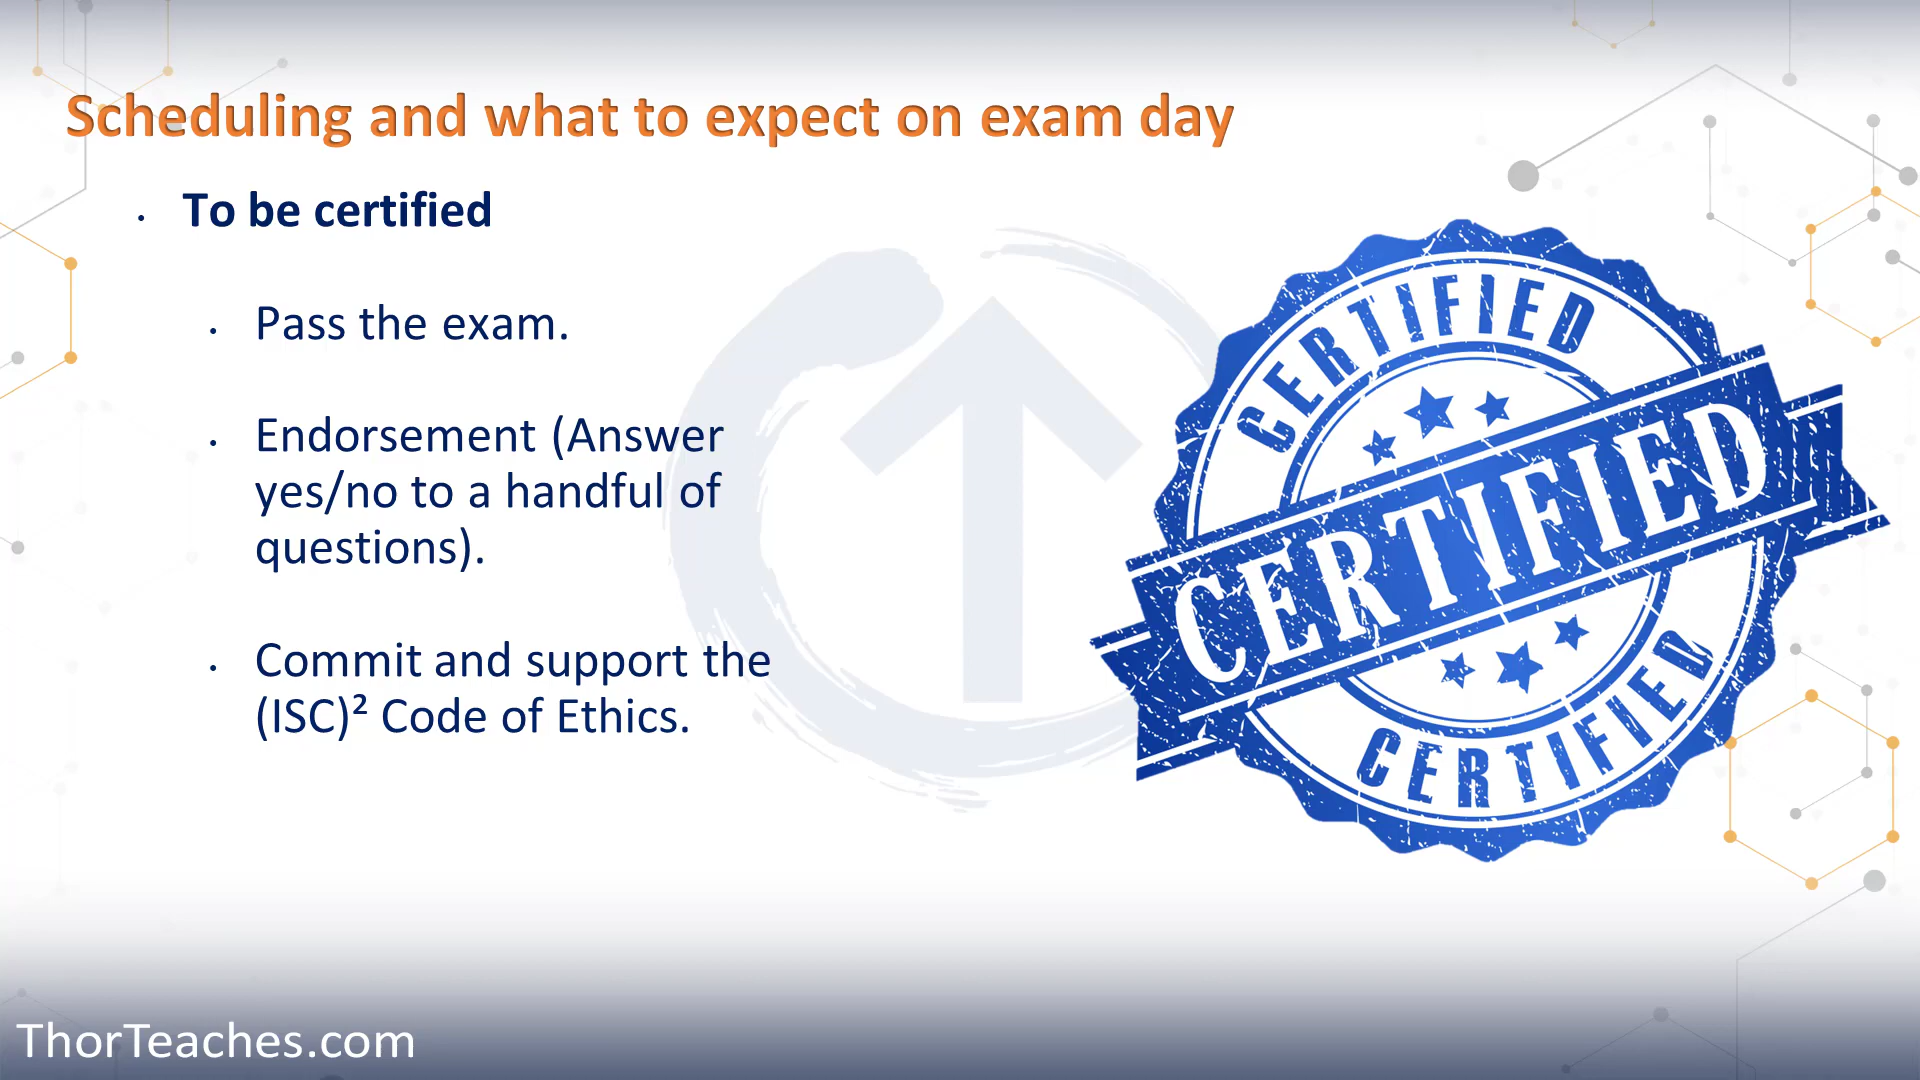 Scheduling and what to expect on exam day
• To be certified
• Pass the exam.
• Endorsement (Answer
yes/no to a handful of
questions).
• Commit and support the
(ISC)² Code of Ethics.
CERTIFIED
CERTIFIED
CERTIFIED
ThorTeaches.com